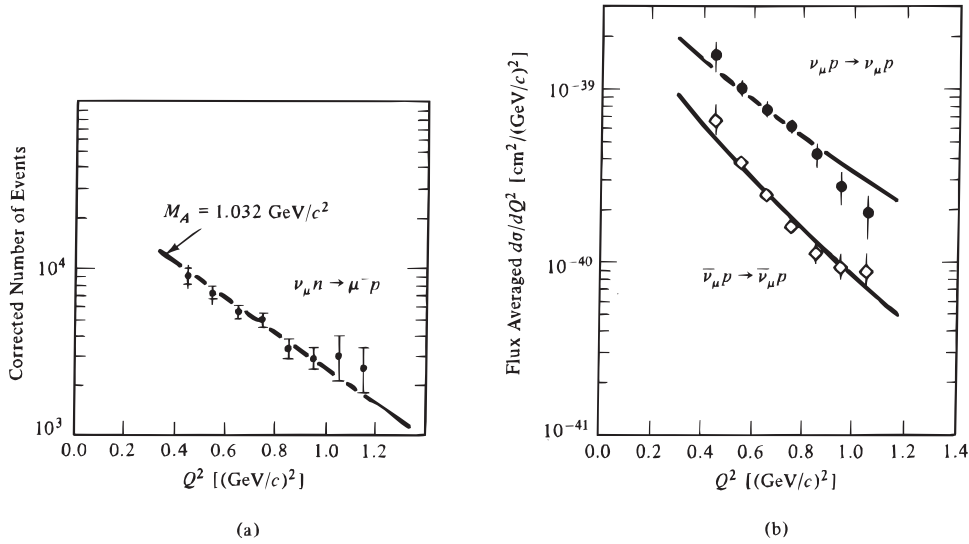 Corrected Number of Events
10⁴
10³
M_A = 1.032 GeV/c²
ν_μ n → μ⁻ p
0.0 0.2 0.4 0.6 0.8 1.0 1.2
Q² [(GeV/c)²]
(a)
Flux Averaged dσ/dQ² [cm²/(GeV/c)²]
10⁻³⁹
10⁻⁴⁰
10⁻⁴¹
ν_μ p → ν_μ p
ν̅_μ p → ν̅_μ p
0.0 0.2 0.4 0.6 0.8 1.0 1.2 1.4
Q² [(GeV/c)²]
(b)